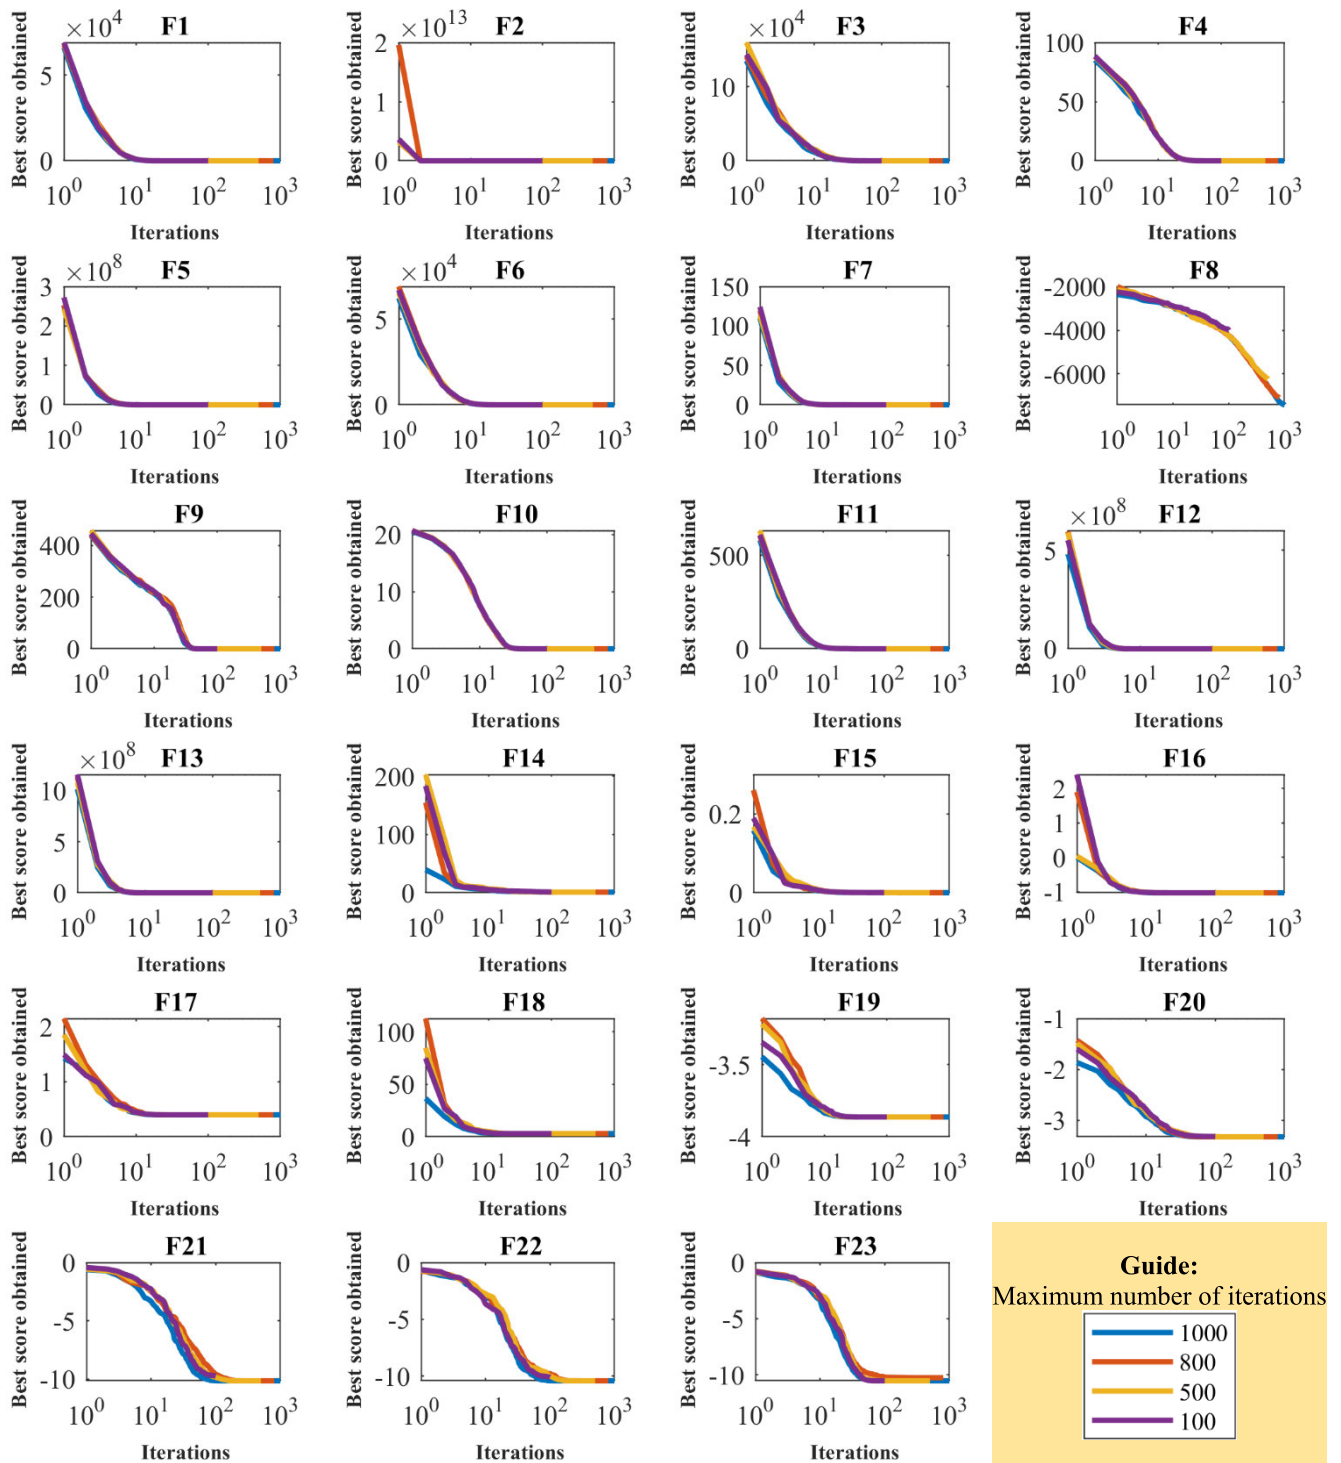 ×10^4 F1
Best score obtained
5
0
10^0 10^1 10^2 10^3
Iterations
×10^13 F2
Best score obtained
2
1
0
10^0 10^1 10^2 10^3
Iterations
×10^4 F3
Best score obtained
10
0
10^0 10^1 10^2 10^3
Iterations
F4
Best score obtained
100
50
0
10^0 10^1 10^2 10^3
Iterations
×10^8 F5
Best score obtained
3
2
1
0
10^0 10^1 10^2 10^3
Iterations
×10^4 F6
Best score obtained
5
0
10^0 10^1 10^2 10^3
Iterations
F7
Best score obtained
150
100
50
0
10^0 10^1 10^2 10^3
Iterations
F8
Best score obtained
-2000
-4000
-6000
10^0 10^1 10^2 10^3
Iterations
F9
Best score obtained
400
200
0
10^0 10^1 10^2 10^3
Iterations
F10
Best score obtained
20
10
0
10^0 10^1 10^2 10^3
Iterations
F11
Best score obtained
500
0
10^0 10^1 10^2 10^3
Iterations
×10^8 F12
Best score obtained
5
0
10^0 10^1 10^2 10^3
Iterations
×10^8 F13
Best score obtained
10
5
0
10^0 10^1 10^2 10^3
Iterations
F14
Best score obtained
200
100
0
10^0 10^1 10^2 10^3
Iterations
F15
Best score obtained
0.2
0
10^0 10^1 10^2 10^3
Iterations
F16
Best score obtained
2
1
0
-1
10^0 10^1 10^2 10^3
Iterations
F17
Best score obtained
2
1
0
10^0 10^1 10^2 10^3
Iterations
F18
Best score obtained
100
50
0
10^0 10^1 10^2 10^3
Iterations
F19
Best score obtained
-3.5
-4
10^0 10^1 10^2 10^3
Iterations
F20
Best score obtained
-1
-2
-3
10^0 10^1 10^2 10^3
Iterations
F21
Best score obtained
0
-5
-10
10^0 10^1 10^2 10^3
Iterations
F22
Best score obtained
0
-5
-10
10^0 10^1 10^2 10^3
Iterations
F23
Best score obtained
0
-5
-10
10^0 10^1 10^2 10^3
Iterations
Guide:
Maximum number of iterations
1000
800
500
100